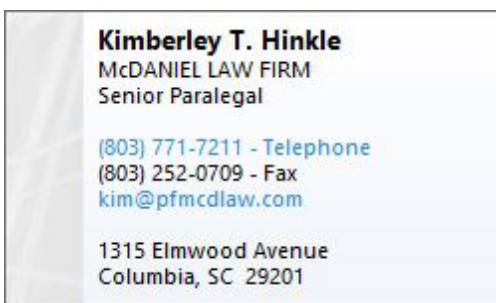 Kimberley T. Hinkle
McDANIEL LAW FIRM
Senior Paralegal
(803) 771-7211 - Telephone
(803) 252-0709 - Fax
kim@pfmcdlaw.com
1315 Elmwood Avenue
Columbia, SC  29201